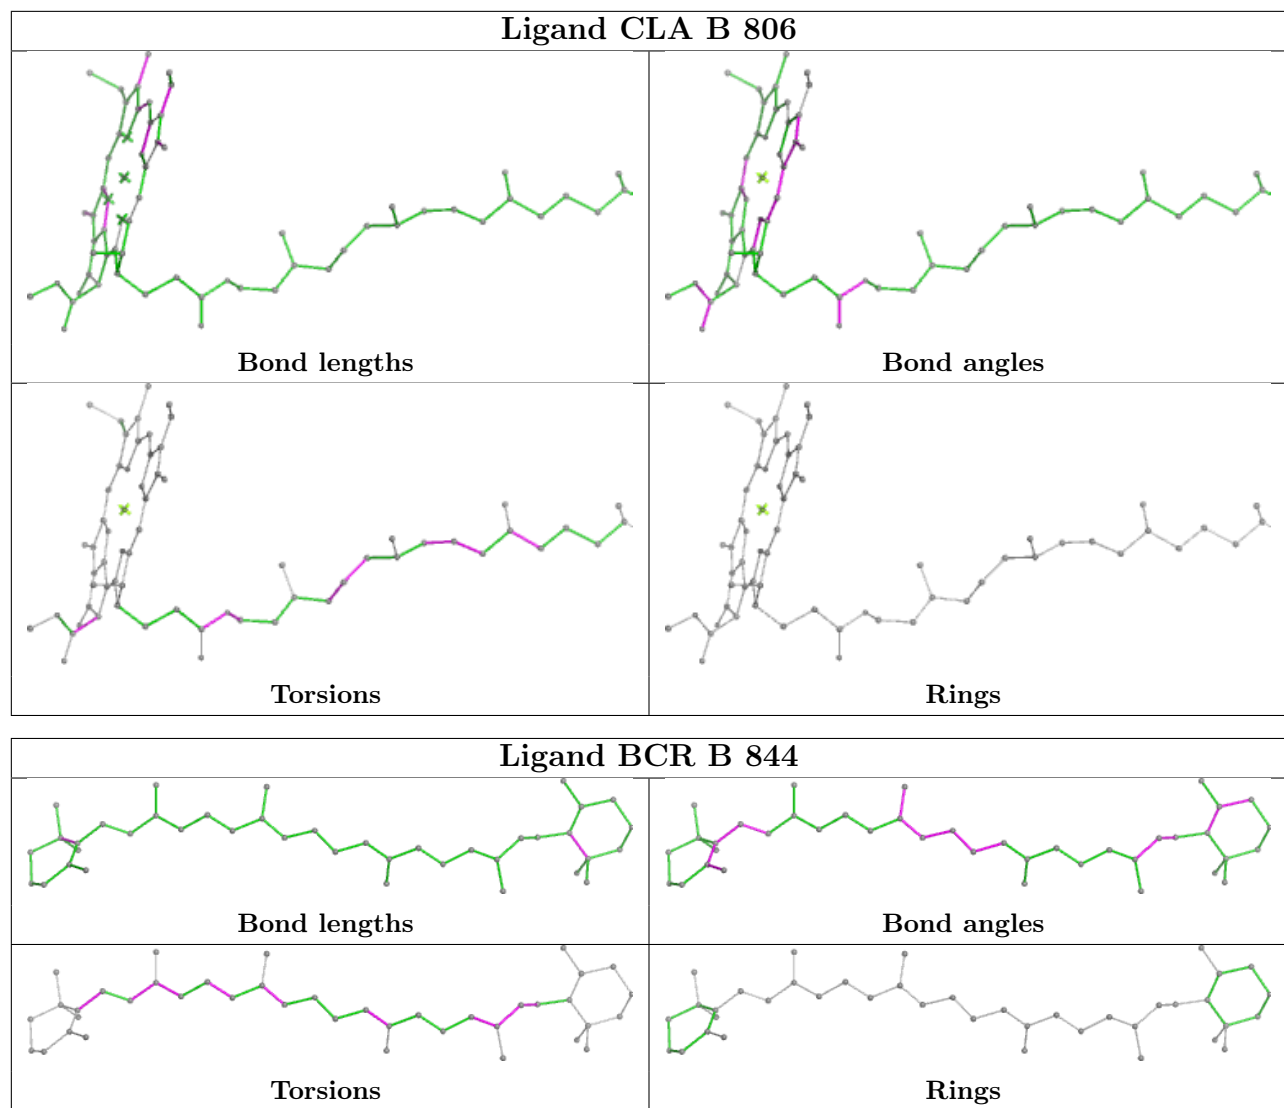 Ligand CLA B 806
Bond lengths
Bond angles
Torsions
Rings
Ligand BCR B 844
Bond lengths
Bond angles
Torsions
Rings